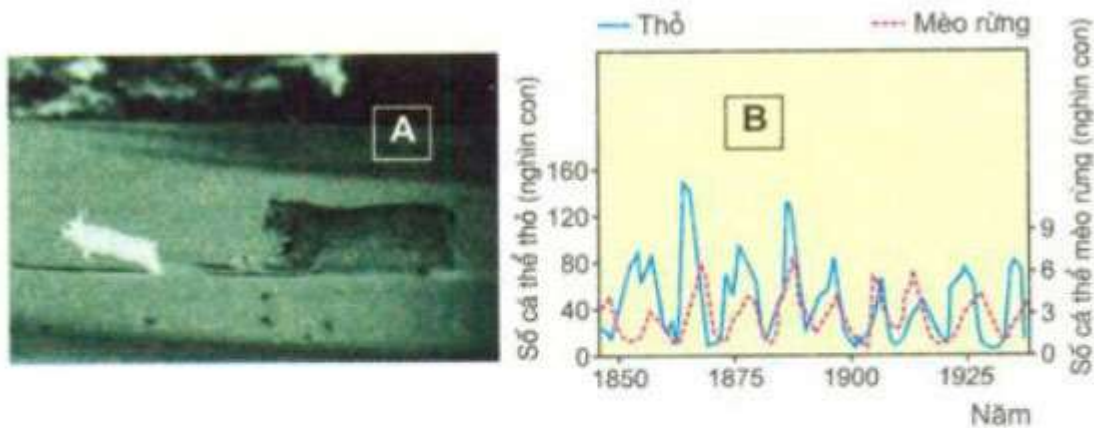 A
Thỏ
Mèo rừng
B
Số cá thể thỏ (nghìn con)
160
120
80
40
0
Số cá thể mèo rừng (nghìn con)
9
6
3
0
1850 1875 1900 1925
Năm